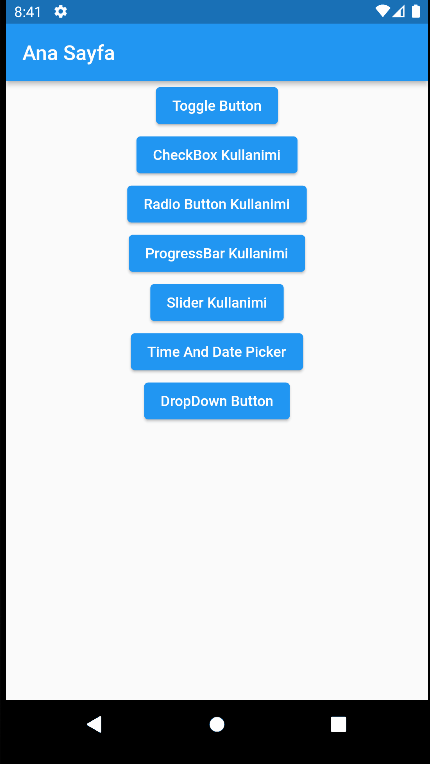 8:41
Ana Sayfa
Toggle Button
CheckBox Kullanimi
Radio Button Kullanimi
ProgressBar Kullanimi
Slider Kullanimi
Time And Date Picker
DropDown Button